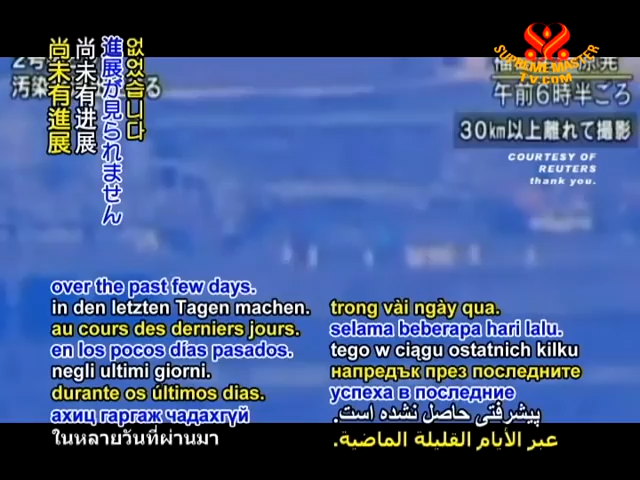 없었습니다
進展が見られません
尚未有进展
尚未有進展
2号
汚染
る
SUPREME MASTER
TV.COM
福
原発
午前6時半ごろ
30km以上離れて撮影
COURTESY OF
REUTERS
thank you.
over the past few days.
in den letzten Tagen machen.
au cours des derniers jours.
en los pocos días pasados.
negli ultimi giorni.
durante os últimos dias.
ахиц гаргаж чадахгүй
ในหลายวันที่ผ่านมา
trong vài ngày qua.
selama beberapa hari lalu.
tego w ciągu ostatnich kilku
напредък през последните
успеха в последние
پیشرفتی حاصل نشده است.
عبر الأيام القليلة الماضية.